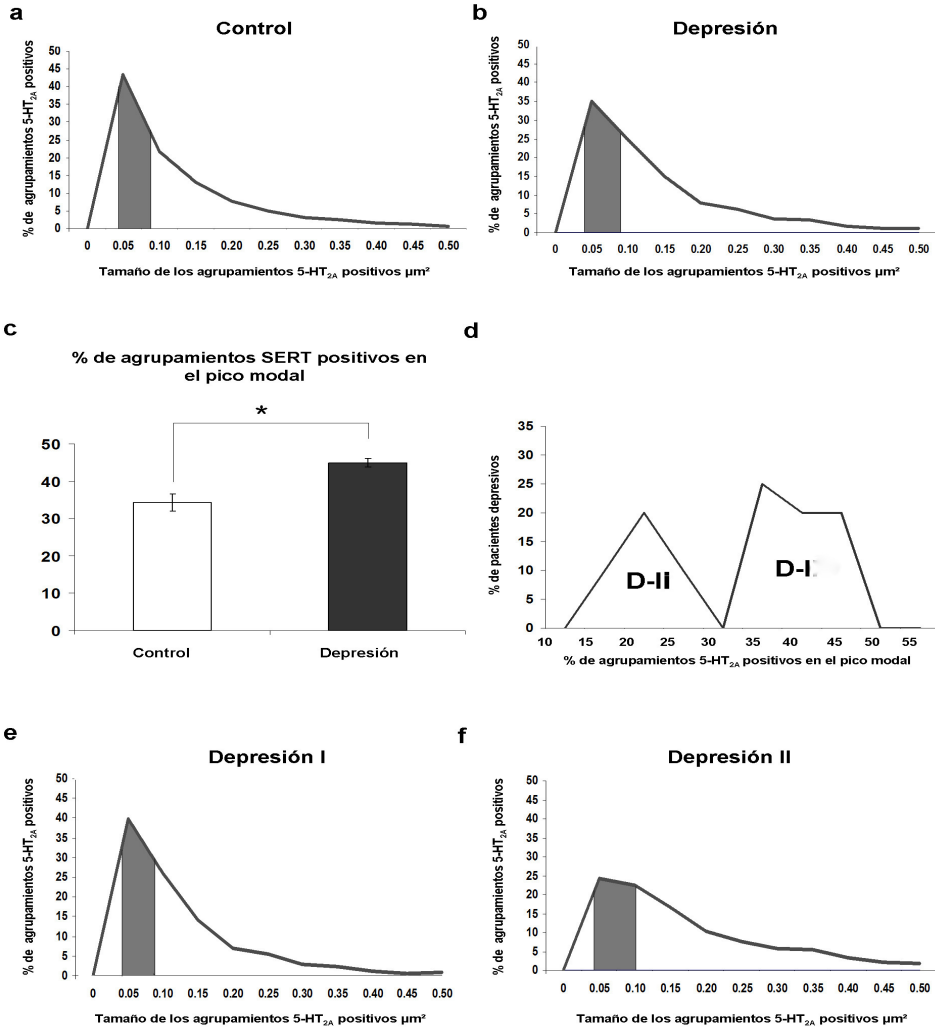 a
Control
% de agrupamientos 5-HT2A positivos
50
45
40
35
30
25
20
15
10
5
0
0 0.05 0.10 0.15 0.20 0.25 0.30 0.35 0.40 0.45 0.50
Tamaño de los agrupamientos 5-HT2A positivos µm²
b
Depresión
% de agrupamientos 5-HT2A positivos
50
45
40
35
30
25
20
15
10
5
0
0 0.05 0.10 0.15 0.20 0.25 0.30 0.35 0.40 0.45 0.50
Tamaño de los agrupamientos 5-HT2A positivos µm²
c
% de agrupamientos SERT positivos en
el pico modal
*
50
40
30
20
10
0
Control Depresión
d
% de pacientes depresivos
35
30
25
20
15
10
5
0
D-Ii
D-I
10 15 20 25 30 35 40 45 50 55
% de agrupamientos 5-HT2A positivos en el pico modal
e
Depresión I
% de agrupamientos 5-HT2A positivos
50
45
40
35
30
25
20
15
10
5
0
0 0.05 0.10 0.15 0.20 0.25 0.30 0.35 0.40 0.45 0.50
Tamaño de los agrupamientos 5-HT2A positivos µm²
f
Depresión II
% de agrupamientos 5-HT2A positivos
50
45
40
35
30
25
20
15
10
5
0
0 0.05 0.10 0.15 0.20 0.25 0.30 0.35 0.40 0.45 0.50
Tamaño de los agrupamientos 5-HT2A positivos µm²